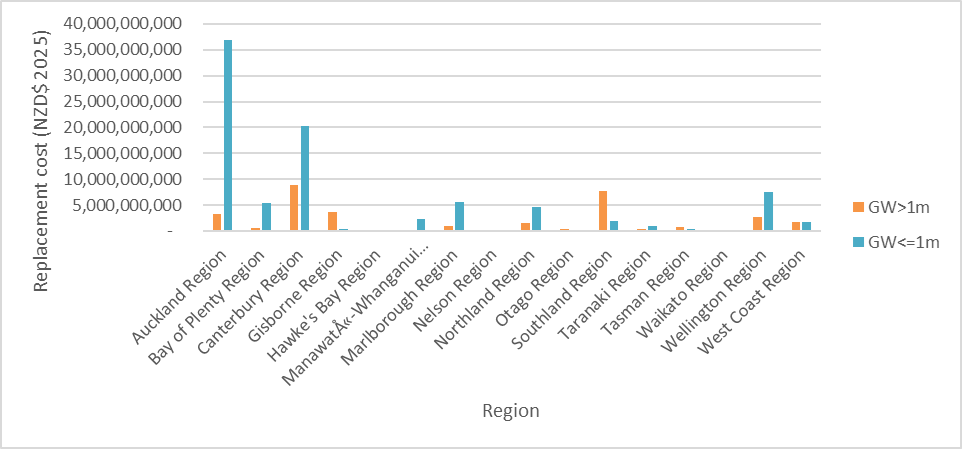 40,000,000,000
35,000,000,000
30,000,000,000
25,000,000,000
20,000,000,000
15,000,000,000
10,000,000,000
5,000,000,000
-
Replacement cost (NZD$ 2025)
Auckland Region
Bay of Plenty Region
Canterbury Region
Gisborne Region
Hawke's Bay Region
ManawatÅ«-Whanganui...
Marlborough Region
Nelson Region
Northland Region
Otago Region
Southland Region
Taranaki Region
Tasman Region
Waikato Region
Wellington Region
West Coast Region
Region
GW>1m
GW<=1m